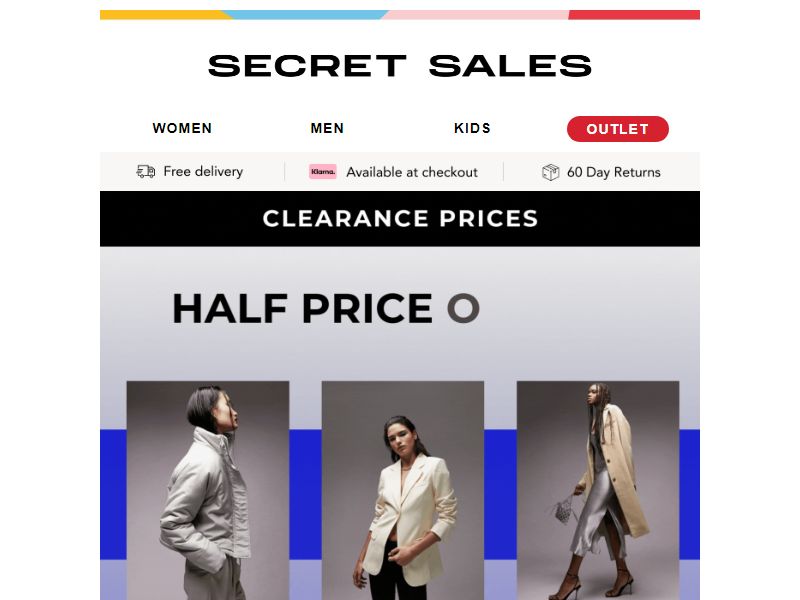 SECRET SALES
WOMEN MEN KIDS OUTLET
Free delivery Klarna. Available at checkout 60 Day Returns
CLEARANCE PRICES
HALF PRICE O